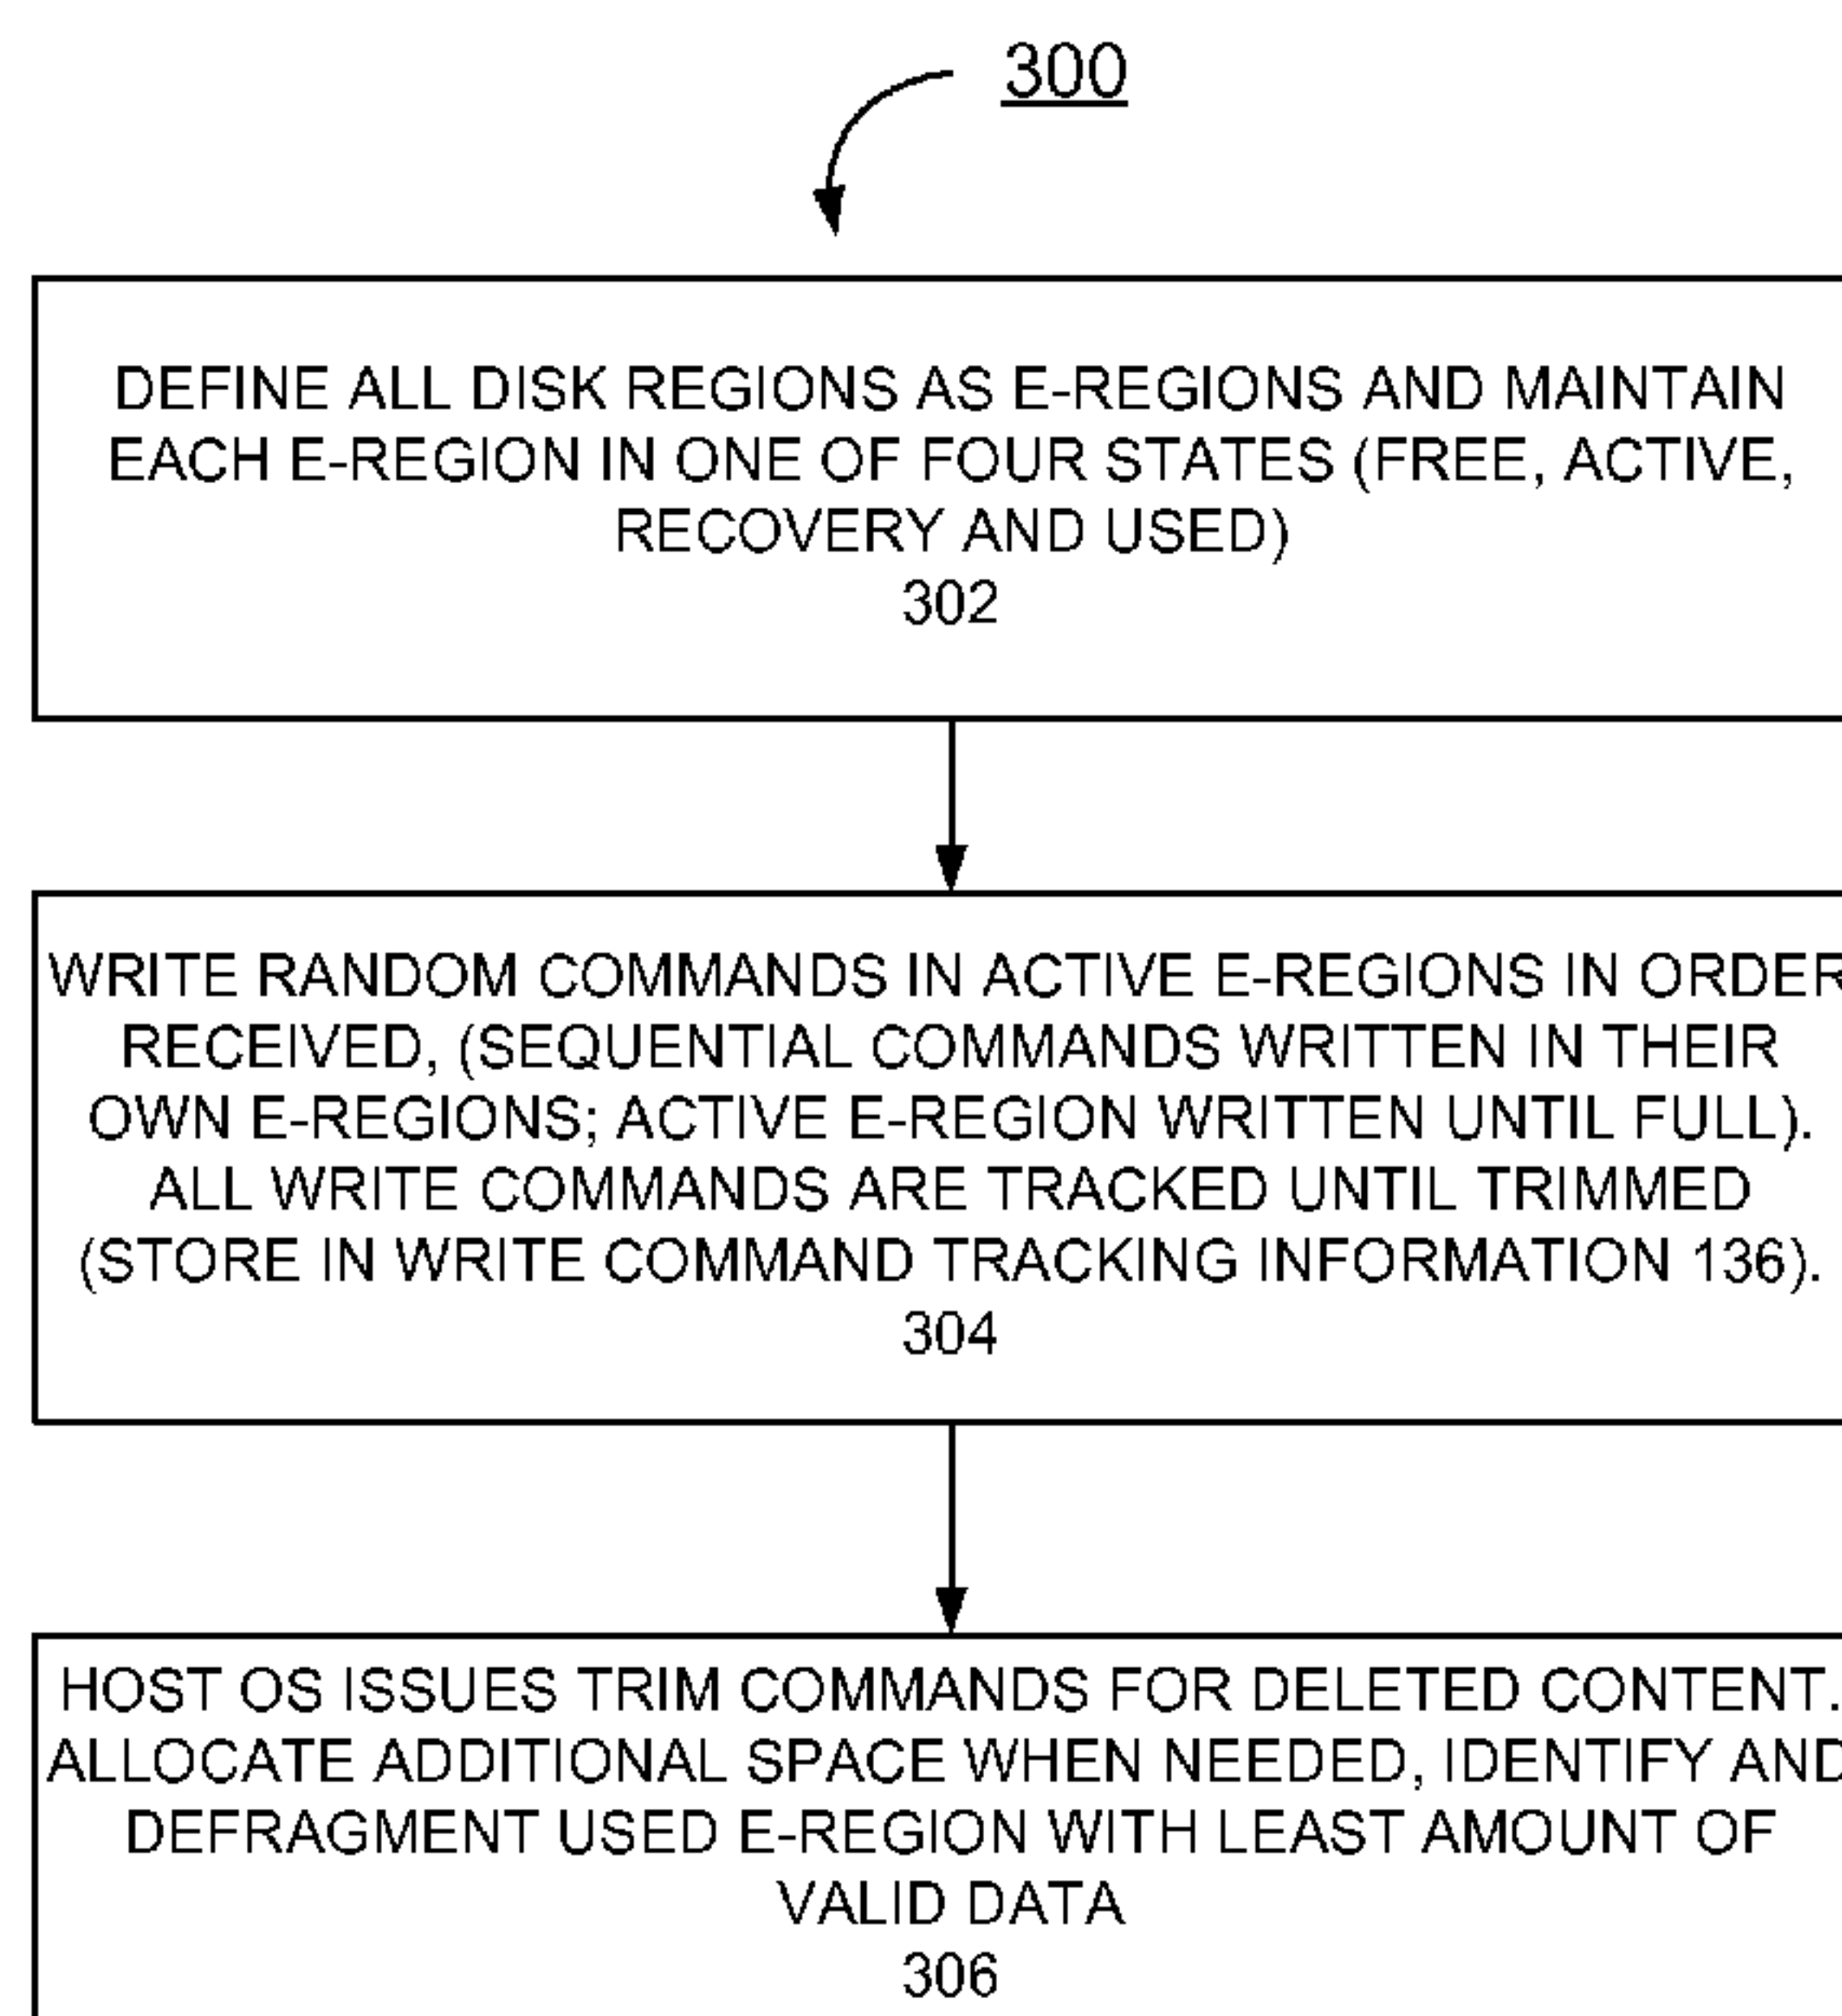 300
DEFINE ALL DISK REGIONS AS E-REGIONS AND MAINTAIN
EACH E-REGION IN ONE OF FOUR STATES (FREE, ACTIVE,
RECOVERY AND USED)
302
WRITE RANDOM COMMANDS IN ACTIVE E-REGIONS IN ORDER
RECEIVED, (SEQUENTIAL COMMANDS WRITTEN IN THEIR
OWN E-REGIONS; ACTIVE E-REGION WRITTEN UNTIL FULL).
ALL WRITE COMMANDS ARE TRACKED UNTIL TRIMMED
(STORE IN WRITE COMMAND TRACKING INFORMATION 136).
304
HOST OS ISSUES TRIM COMMANDS FOR DELETED CONTENT.
ALLOCATE ADDITIONAL SPACE WHEN NEEDED, IDENTIFY AND
DEFRAGMENT USED E-REGION WITH LEAST AMOUNT OF
VALID DATA
306